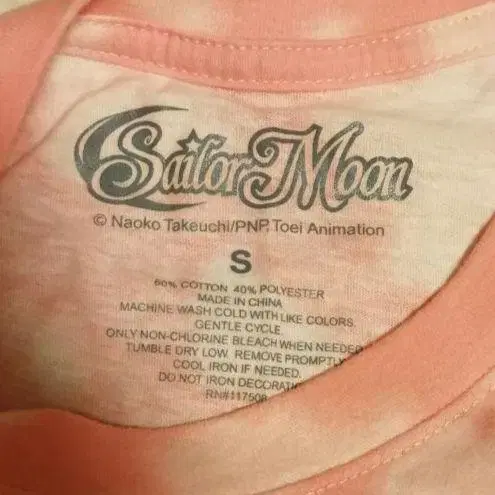 Sailor Moon
© Naoko Takeuchi/PNP, Toei Animation
S
60% COTTON 40% POLYESTER
MADE IN CHINA
MACHINE WASH COLD WITH LIKE COLORS.
GENTLE CYCLE.
ONLY NON-CHLORINE BLEACH WHEN NEEDED
TUMBLE DRY LOW. REMOVE PROMPTLY
COOL IRON IF NEEDED.
DO NOT IRON
RN#117508